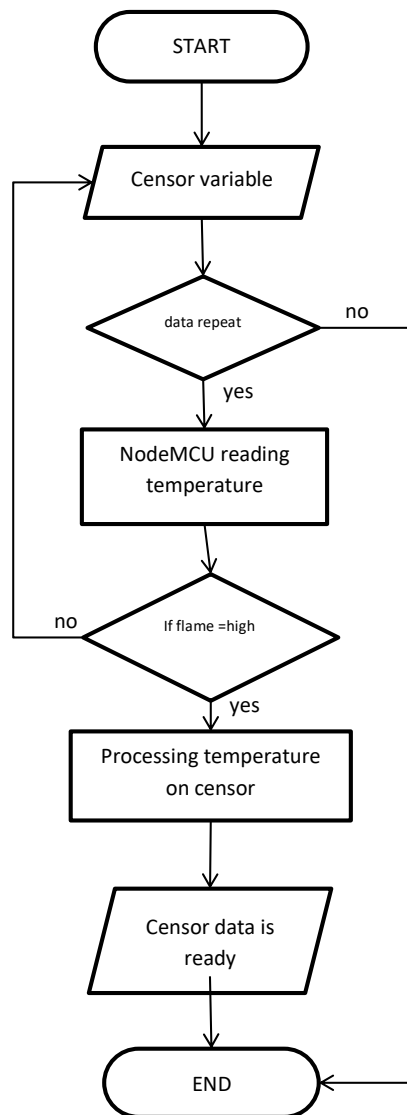 START
Censor variable
data repeat
no
yes
NodeMCU reading
temperature
If flame =high
no
yes
Processing temperature
on censor
Censor data is
ready
END